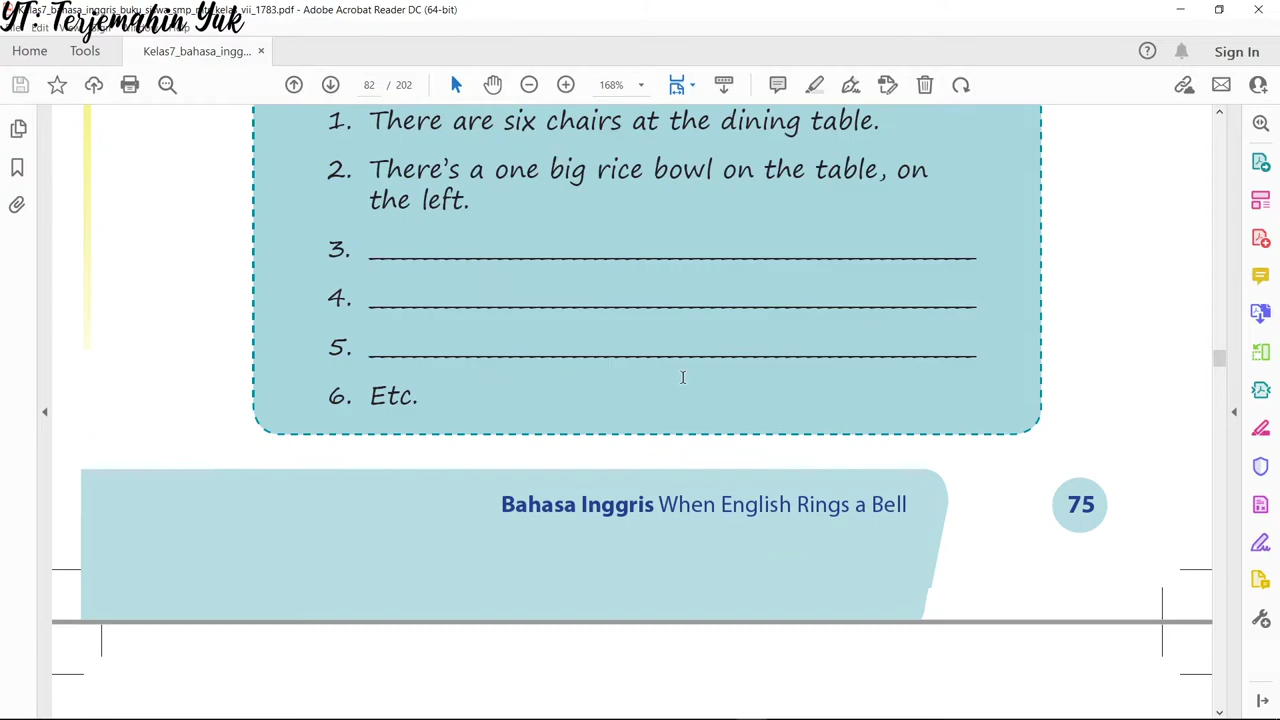 YT: Terjemahin Yuk
Kelas7_bahasa_inggris_buku_siswa_smp_mts_kelas_vii_1783.pdf - Adobe Acrobat Reader DC (64-bit)
Home
Tools
Kelas7_bahasa_ingg...
Sign In
82 / 202
168%
1. There are six chairs at the dining table.
2. There's a one big rice bowl on the table, on
the left.
3.
4.
5.
6. Etc.
Bahasa Inggris When English Rings a Bell
75